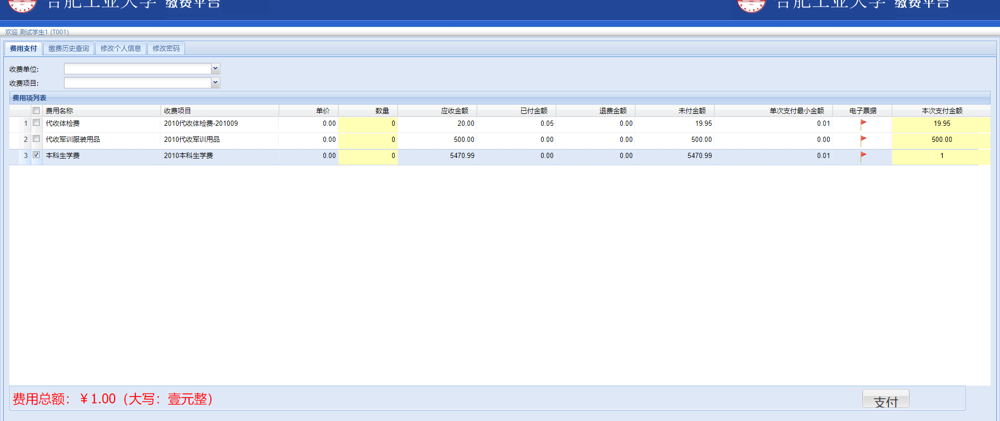 合肥工业大学 缴费平台 合肥工业大学 缴费平台
欢迎 测试学生1 (T001)
费用支付 缴费历史查询 修改个人信息 修改密码
收费单位:
收费项目:
费用项列表
费用名称 收费项目 单价 数量 应收金额 已付金额 退费金额 未付金额 单次支付最小金额 电子票据 本次支付金额
1 代收体检费 2010代收体检费-201009 0.00 0 20.00 0.05 0.00 19.95 0.01 19.95
2 代收军训服装用品 2010代收军训用品 0.00 0 500.00 0.00 0.00 500.00 0.00 500.00
3 本科生学费 2010本科生学费 0.00 0 5470.99 0.00 0.00 5470.99 0.01 1
费用总额：￥1.00（大写：壹元整） 支付